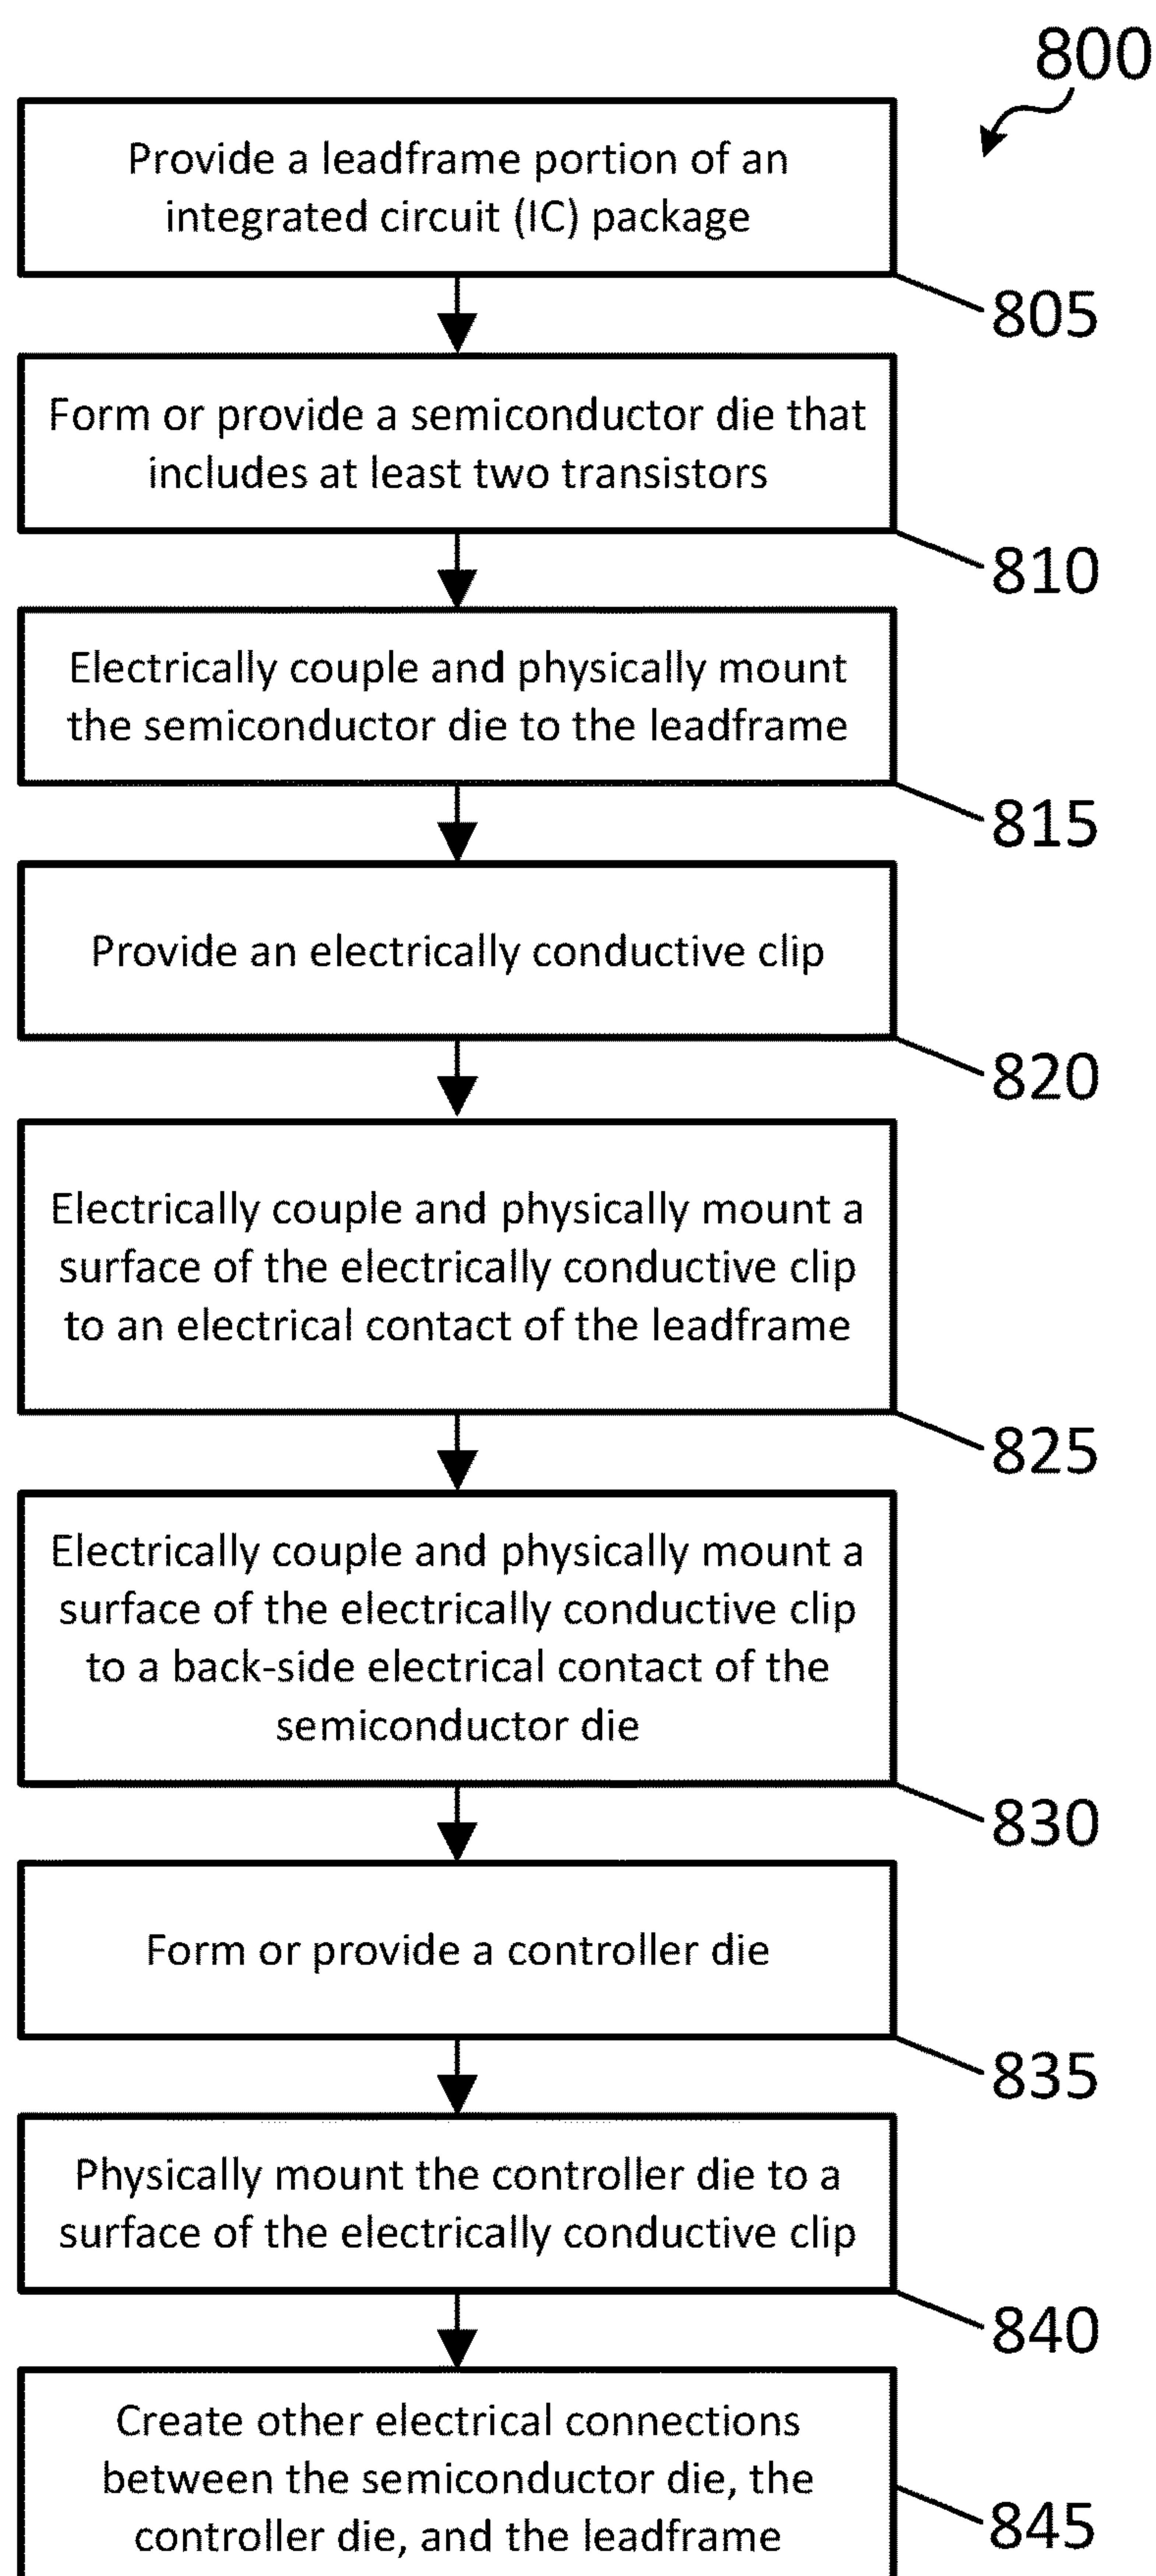 800
Provide a leadframe portion of an
integrated circuit (IC) package
805
Form or provide a semiconductor die that
includes at least two transistors
810
Electrically couple and physically mount
the semiconductor die to the leadframe
815
Provide an electrically conductive clip
820
Electrically couple and physically mount a
surface of the electrically conductive clip
to an electrical contact of the leadframe
825
Electrically couple and physically mount a
surface of the electrically conductive clip
to a back-side electrical contact of the
semiconductor die
830
Form or provide a controller die
835
Physically mount the controller die to a
surface of the electrically conductive clip
840
Create other electrical connections
between the semiconductor die, the
controller die, and the leadframe
845